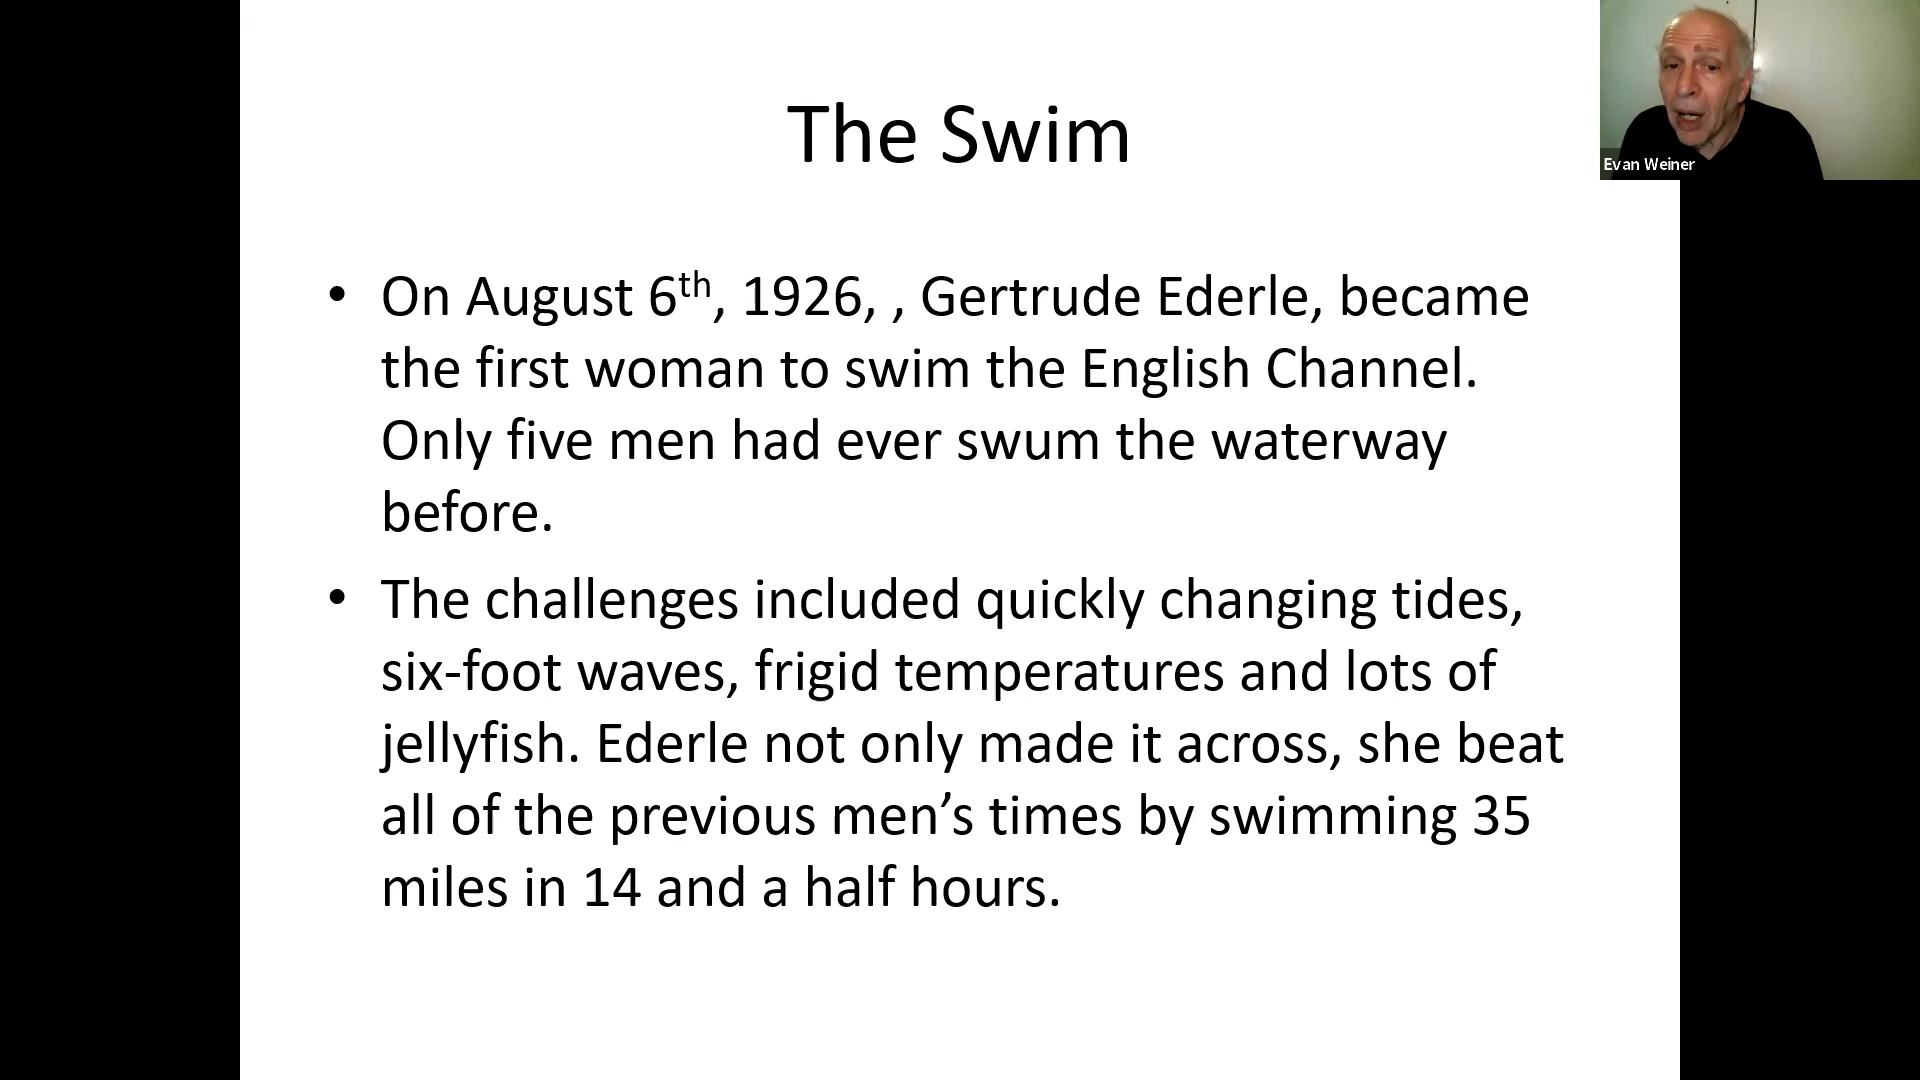 The Swim
Evan Weiner
• On August 6th, 1926, , Gertrude Ederle, became
the first woman to swim the English Channel.
Only five men had ever swum the waterway
before.
• The challenges included quickly changing tides,
six-foot waves, frigid temperatures and lots of
jellyfish. Ederle not only made it across, she beat
all of the previous men’s times by swimming 35
miles in 14 and a half hours.